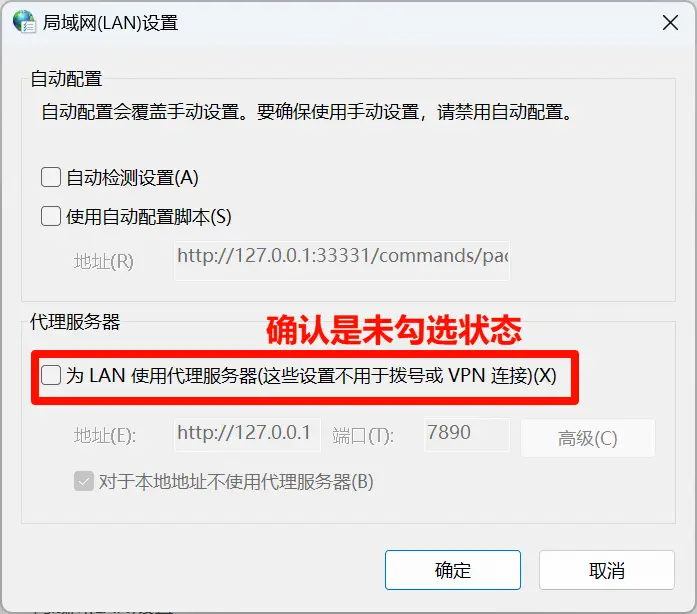 局域网(LAN)设置
自动配置
自动配置会覆盖手动设置。要确保使用手动设置，请禁用自动配置。
自动检测设置(A)
使用自动配置脚本(S)
地址(R)
http://127.0.0.1:33331/commands/pac
代理服务器
确认是未勾选状态
为 LAN 使用代理服务器(这些设置不用于拨号或 VPN 连接)(X)
地址(E):
http://127.0.0.1
端口(T):
7890
高级(C)
对于本地地址不使用代理服务器(B)
确定
取消